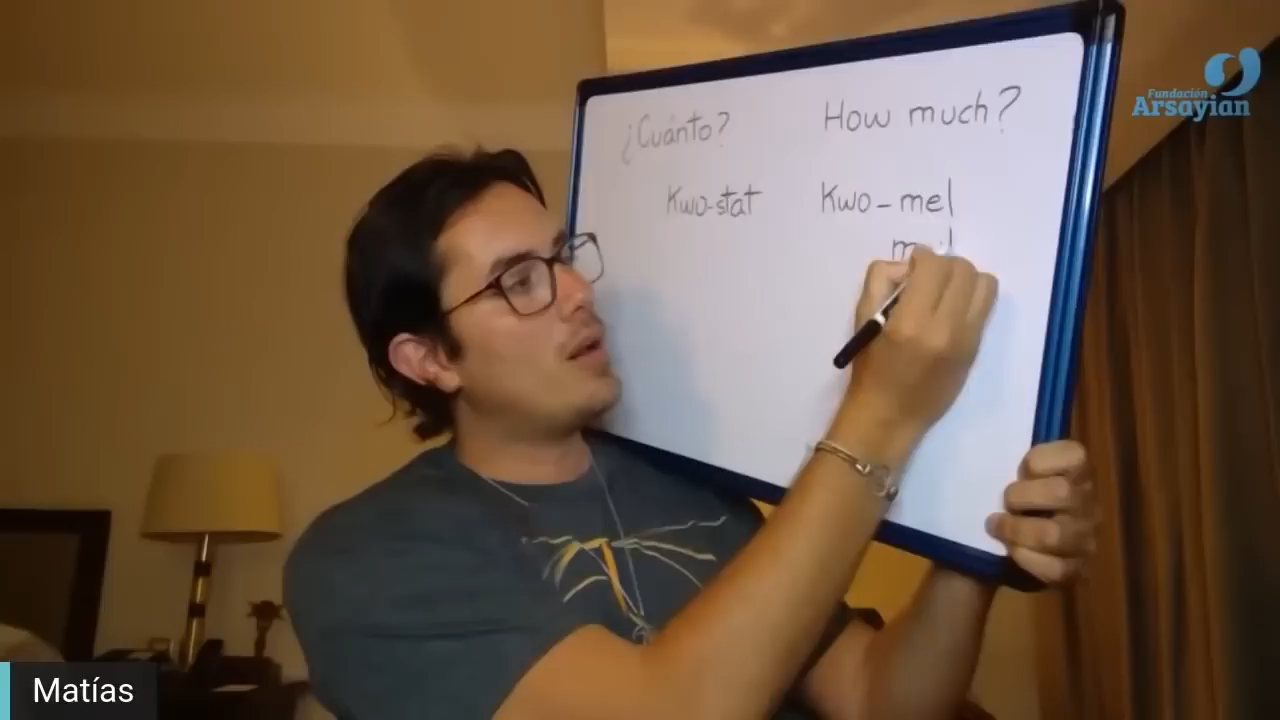 ¿Cuánto? How much?
Kwo-stat Kwo-mel
Fundación
Arsayian
Matías